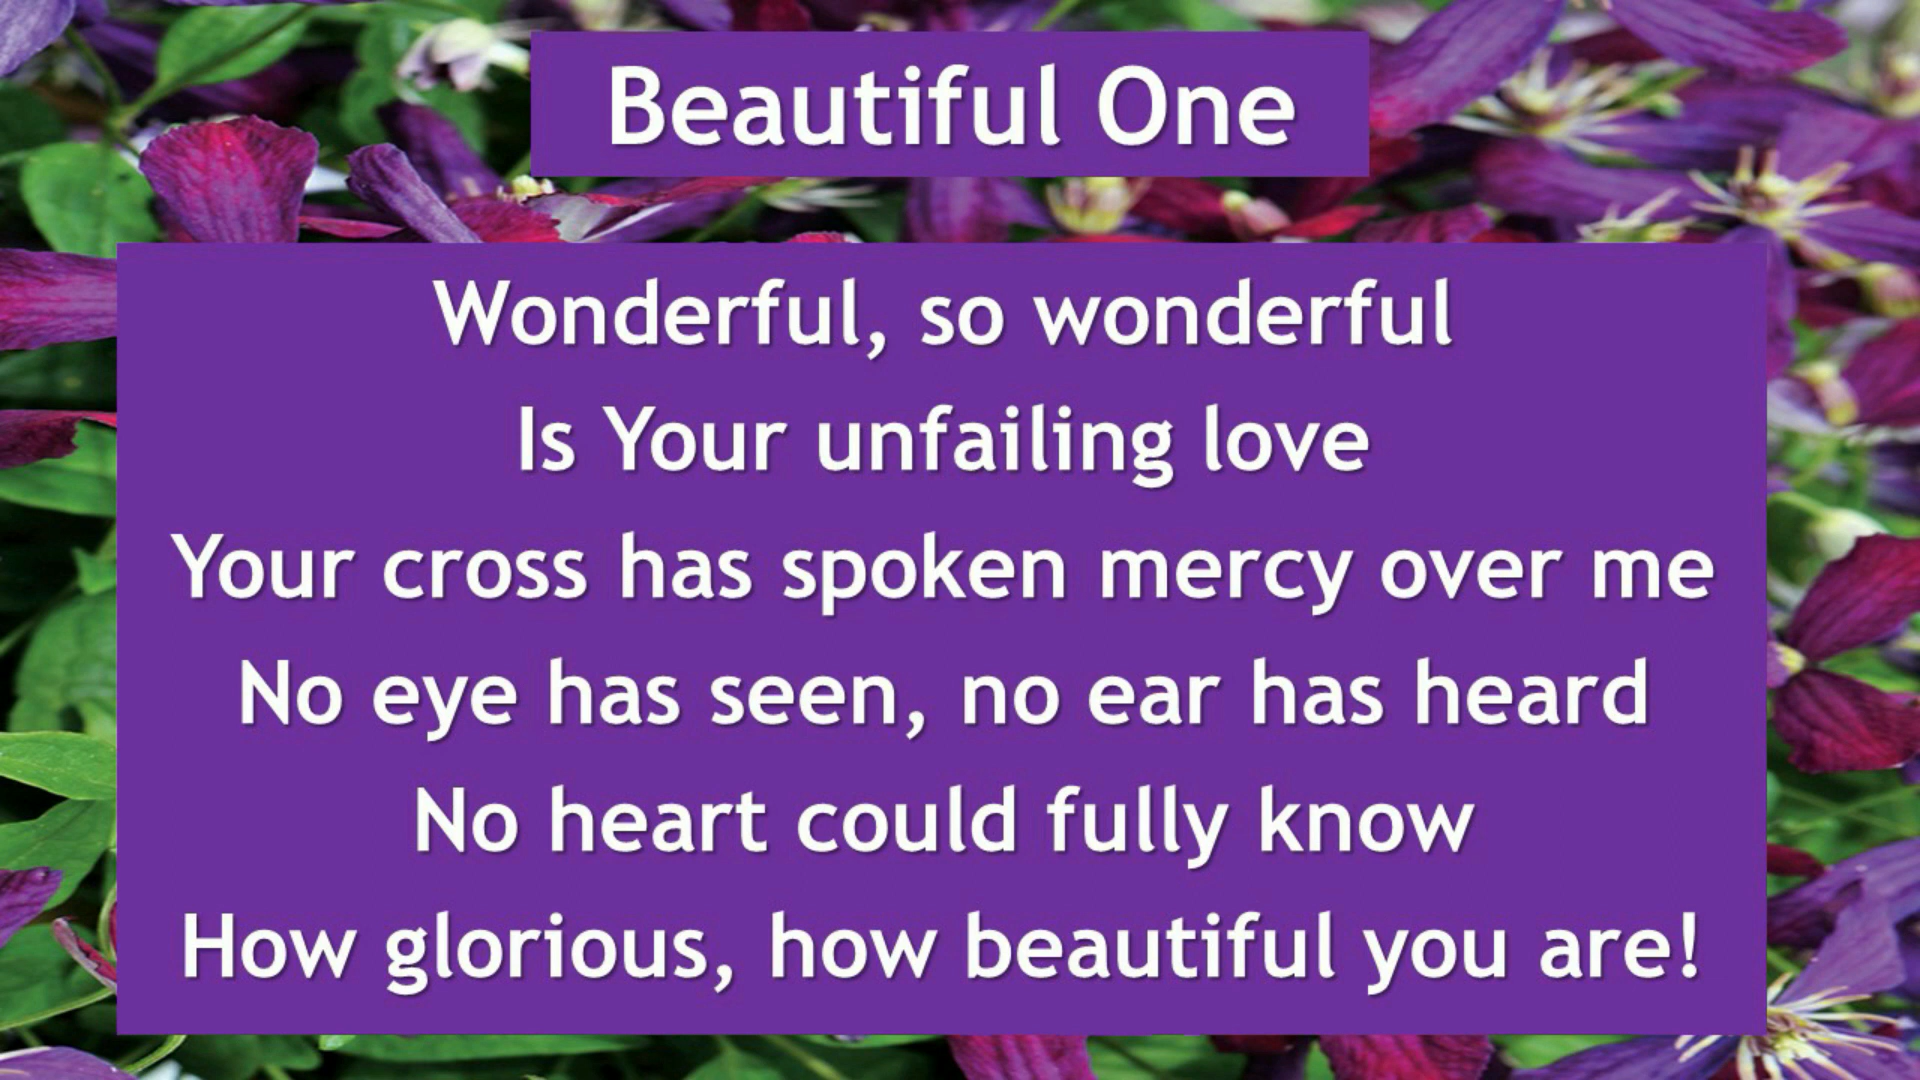 Beautiful One
Wonderful, so wonderful
Is Your unfailing love
Your cross has spoken mercy over me
No eye has seen, no ear has heard
No heart could fully know
How glorious, how beautiful you are!